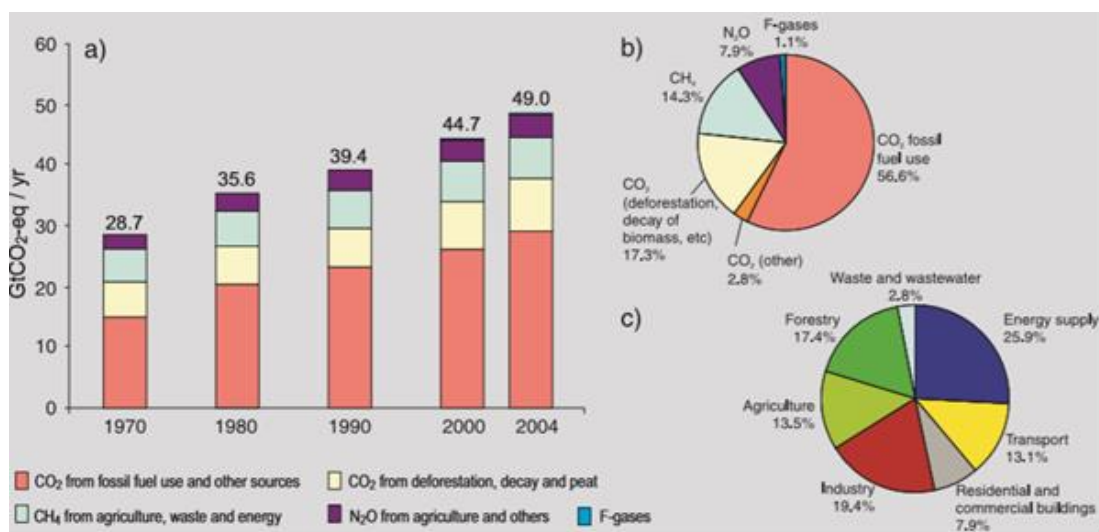 a)
GtCO₂-eq / yr
60
50
40
30
20
10
0
28.7
35.6
39.4
44.7
49.0
1970
1980
1990
2000
2004
b)
F-gases
1.1%
N₂O
7.9%
CH₄
14.3%
CO₂ fossil
fuel use
56.6%
CO₂
(deforestation,
decay of
biomass, etc)
17.3%
CO₂ (other)
2.8%
c)
Waste and wastewater
2.8%
Forestry
17.4%
Energy supply
25.9%
Agriculture
13.5%
Transport
13.1%
Industry
19.4%
Residential and
commercial buildings
7.9%
CO₂ from fossil fuel use and other sources
CO₂ from deforestation, decay and peat
CH₄ from agriculture, waste and energy
N₂O from agriculture and others
F-gases